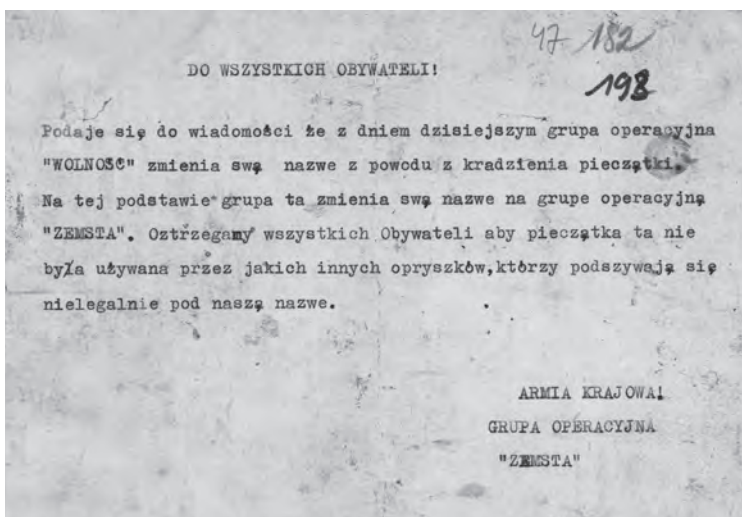 47 182
198
DO WSZYSTKICH OBYWATELI!
Podaje się do wiadomości że z dniem dzisiejszym grupa operacyjna
"WOLNOSC" zmienia swą nazwe z powodu z kradzienia pieczątki.
Na tej podstawie grupa ta zmienia swą nazwe na grupe operacyjną
"ZEMSTA". Oztrzegamy wszystkich Obywateli aby pieczątka ta nie
była używana przez jakich innych opryszków,którzy podszywają się
nielegalnie pod naszą nazwe.
ARMIA KRAJOWA!
GRUPA OPERACYJNA
"ZEMSTA"